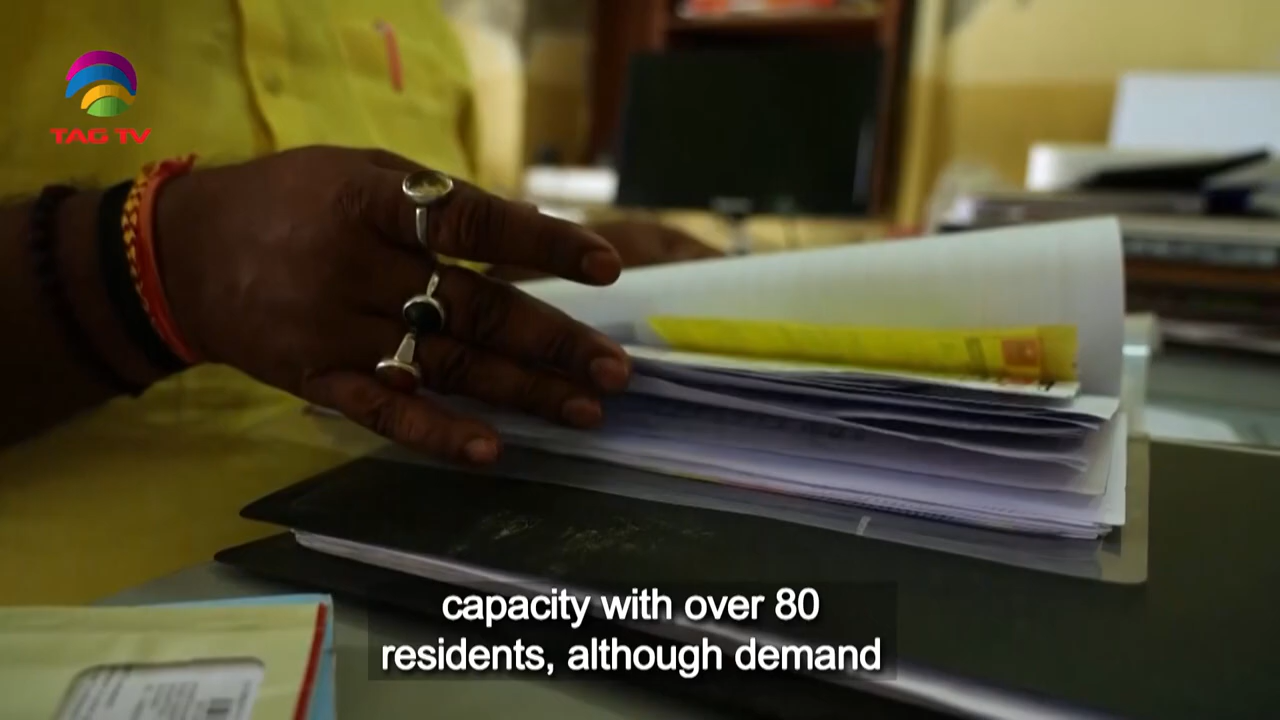 TAG TV
capacity with over 80
residents, although demand